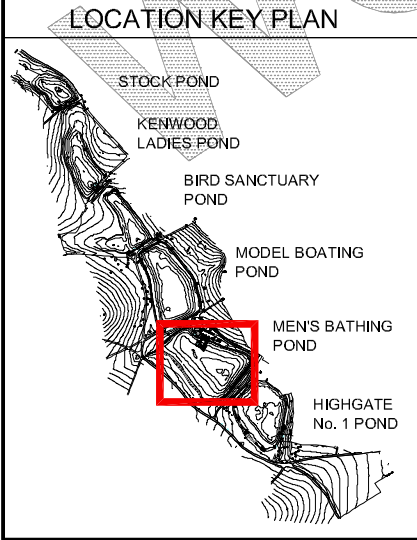 LOCATION KEY PLAN
STOCK POND
KENWOOD
LADIES POND
BIRD SANCTUARY
POND
MODEL BOATING
POND
MEN'S BATHING
POND
HIGHGATE
No. 1 POND